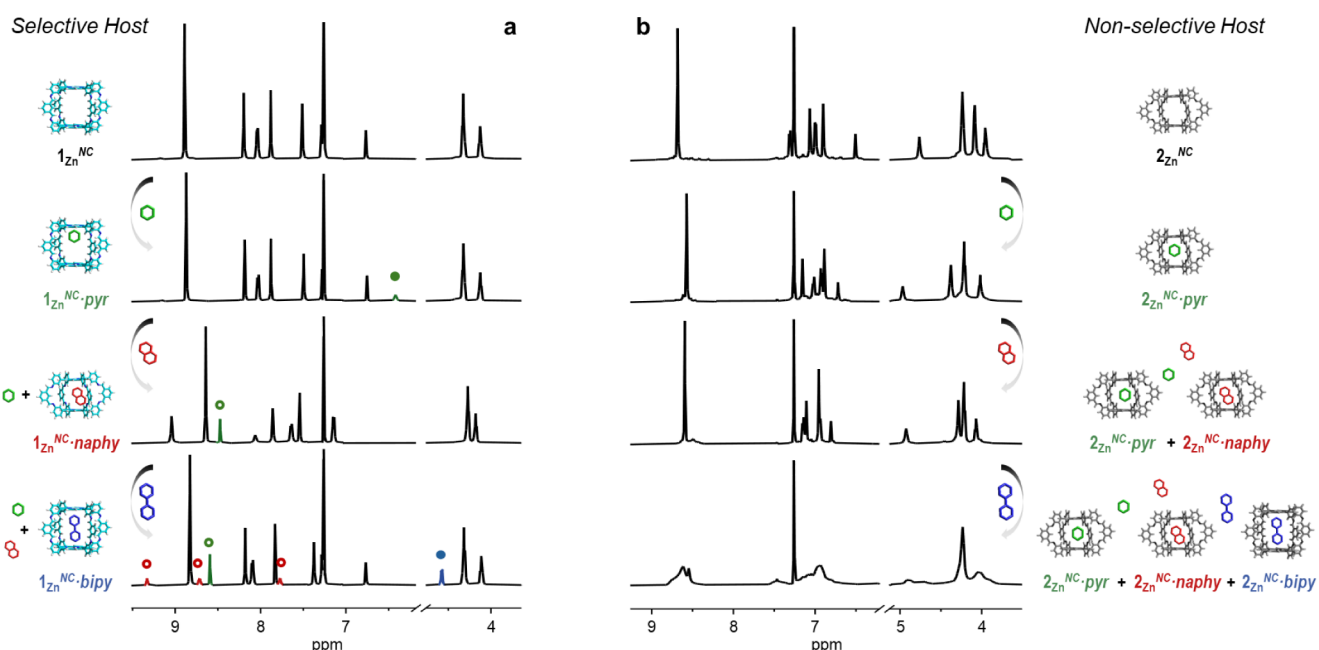 Selective Host
a
b
Non-selective Host
1Zn^NC
2Zn^NC
1Zn^NC·pyr
2Zn^NC·pyr
+
1Zn^NC·naphy
2Zn^NC·pyr + 2Zn^NC·naphy
+
1Zn^NC·bipy
2Zn^NC·pyr + 2Zn^NC·naphy + 2Zn^NC·bipy
9 8 7 4
ppm
9 8 7 5 4
ppm